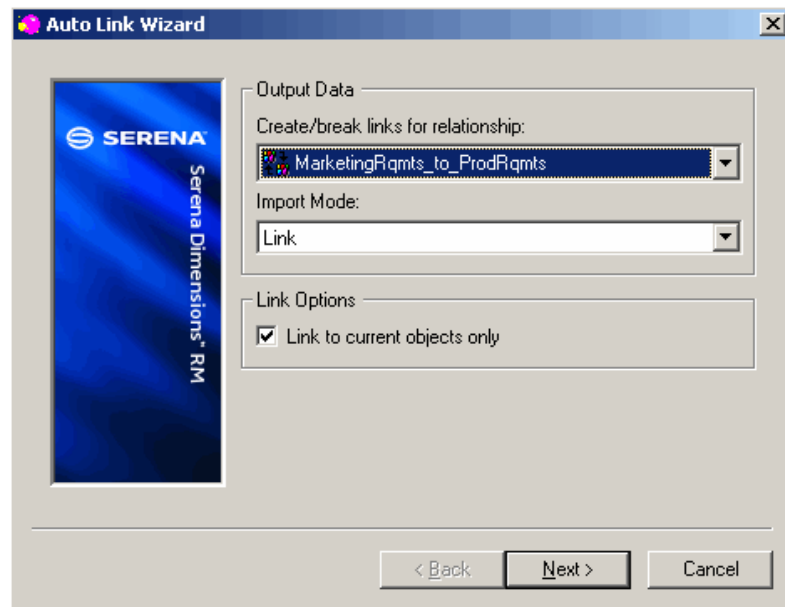 Auto Link Wizard
SERENA
Serena Dimensions® RM
Output Data
Create/break links for relationship:
MarketingRqmts_to_ProdRqmts
Import Mode:
Link
Link Options
Link to current objects only
< Back
Next >
Cancel